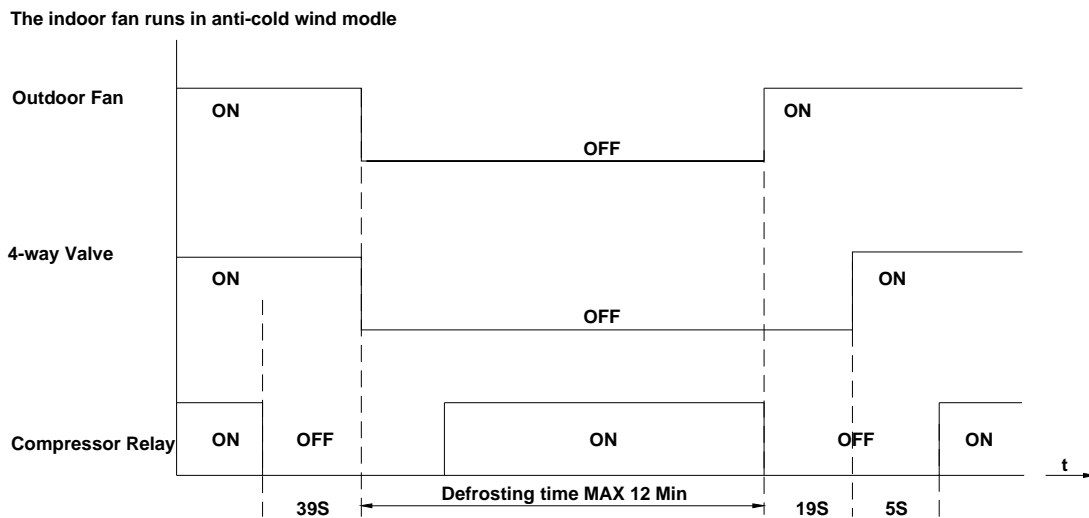 The indoor fan runs in anti-cold wind modle
Outdoor Fan
ON
OFF
ON
4-way Valve
ON
OFF
ON
Compressor Relay
ON
OFF
ON
OFF
ON
t
39S
Defrosting time MAX 12 Min
19S
5S